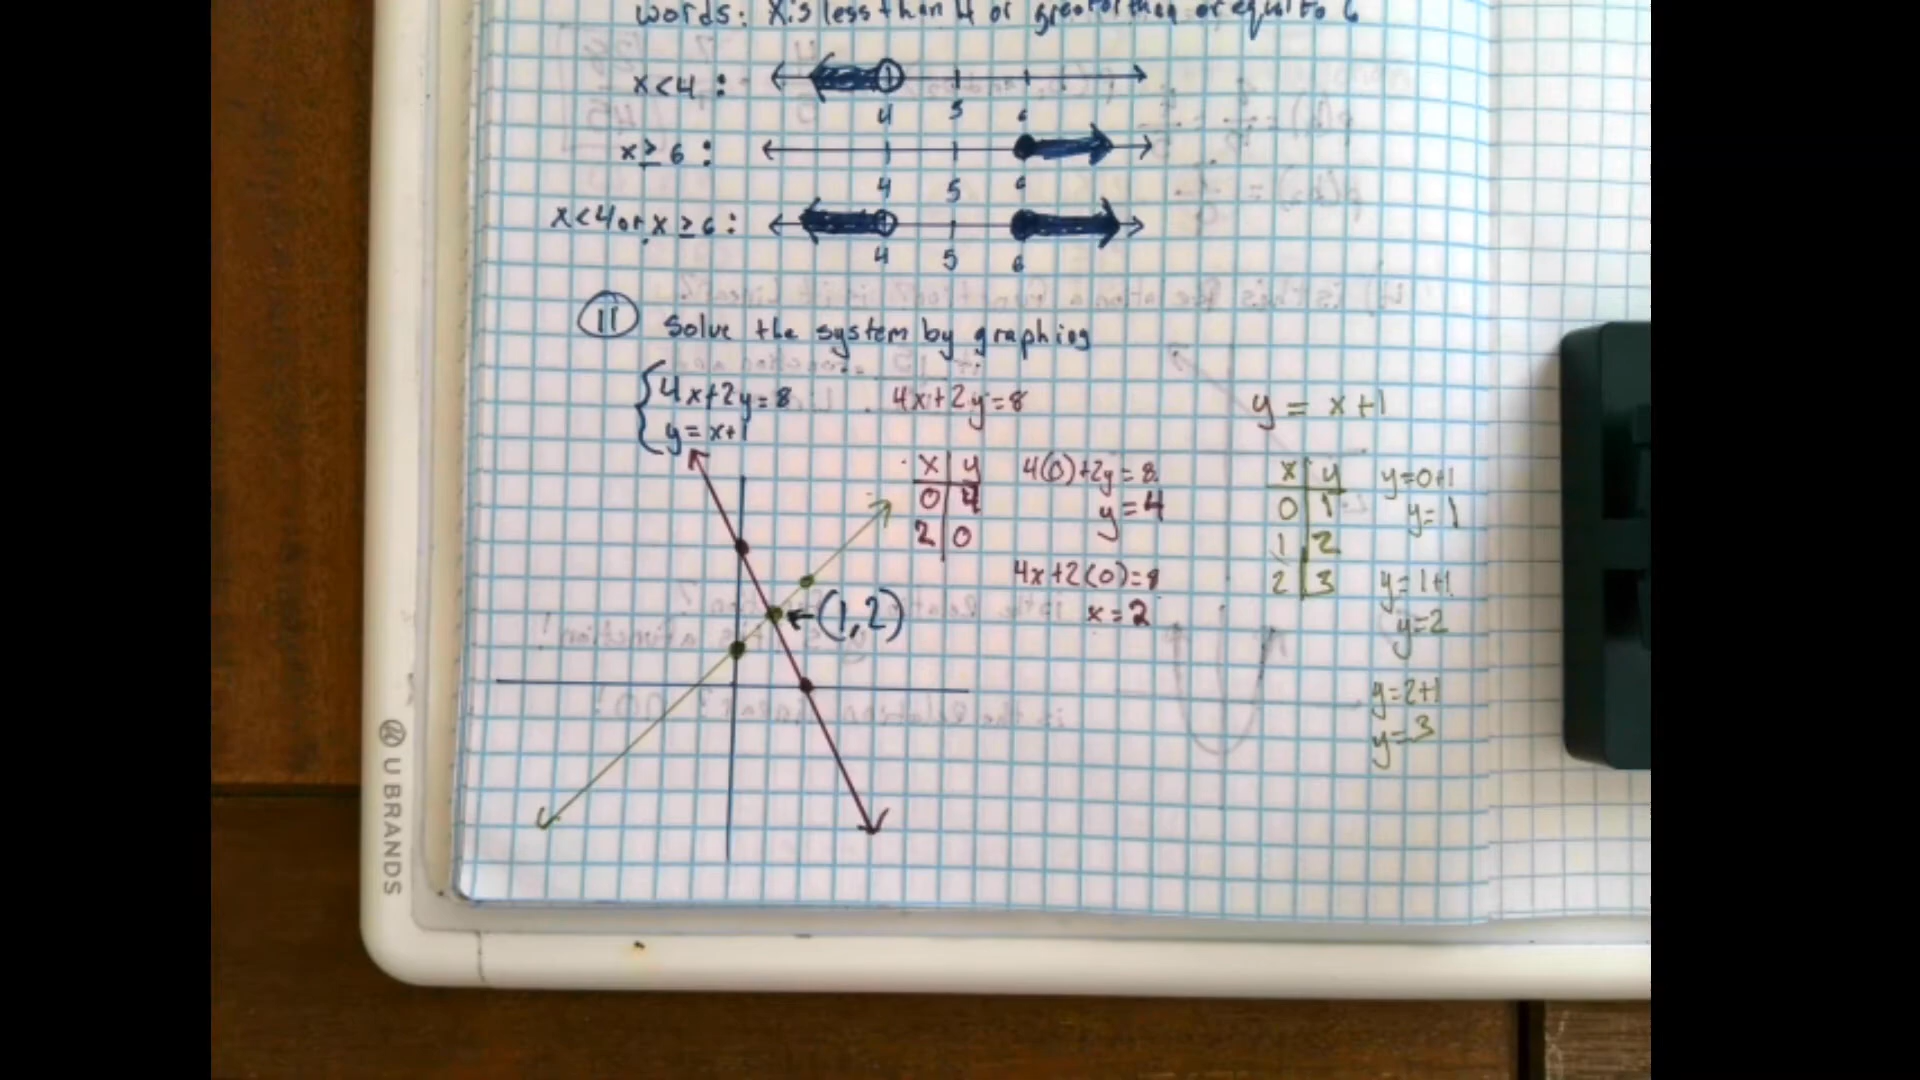 words: x is less than 4 or greater than or equal to 6
x<4:
4 5 6
x≥6:
4 5 6
x<4 or x≥6:
4 5 6
11 Solve the system by graphing
4x+2y=8
y=x+1
4x+2y=8
x y
0 4
2 0
4(0)+2y=8
y=4
4x+2(0)=8
x=2
y=x+1
x y
0 1
1 2
2 3
y=0+1
y=1
y=1+1
y=2
y=2+1
y=3
(1,2)
U BRANDS